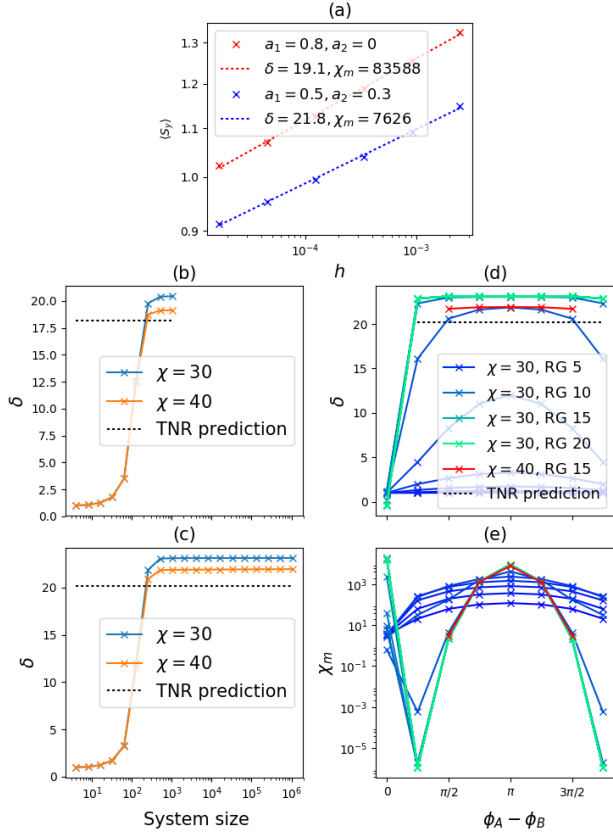 (a)
1.3
1.2
1.1
1.0
0.9
⟨S_y⟩
a₁ = 0.8, a₂ = 0
δ = 19.1, χ_m = 83588
a₁ = 0.5, a₂ = 0.3
δ = 21.8, χ_m = 7626
10⁻⁴
10⁻³
h
(b)
20.0
17.5
15.0
12.5
10.0
7.5
5.0
2.5
0.0
δ
χ = 30
χ = 40
TNR prediction
(d)
20
15
10
5
0
δ
χ = 30, RG 5
χ = 30, RG 10
χ = 30, RG 15
χ = 30, RG 20
χ = 40, RG 15
TNR prediction
(c)
20
15
10
5
0
δ
χ = 30
χ = 40
TNR prediction
10¹
10²
10³
10⁴
10⁵
10⁶
System size
(e)
10³
10¹
10⁻¹
10⁻³
10⁻⁵
χ_m
0
π/2
π
3π/2
ϕ_A − ϕ_B